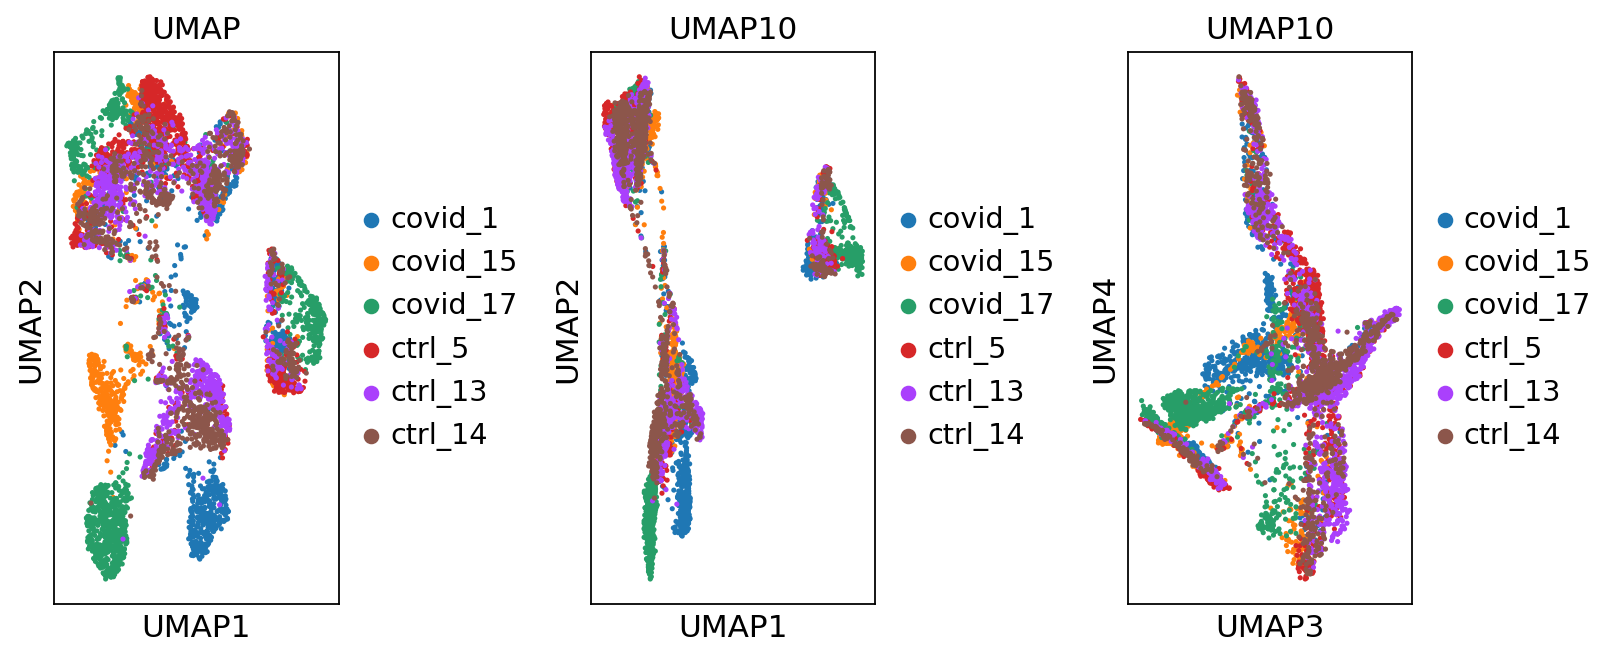 UMAP
UMAP2
UMAP1
covid_1
covid_15
covid_17
ctrl_5
ctrl_13
ctrl_14
UMAP10
UMAP2
UMAP1
covid_1
covid_15
covid_17
ctrl_5
ctrl_13
ctrl_14
UMAP10
UMAP4
UMAP3
covid_1
covid_15
covid_17
ctrl_5
ctrl_13
ctrl_14